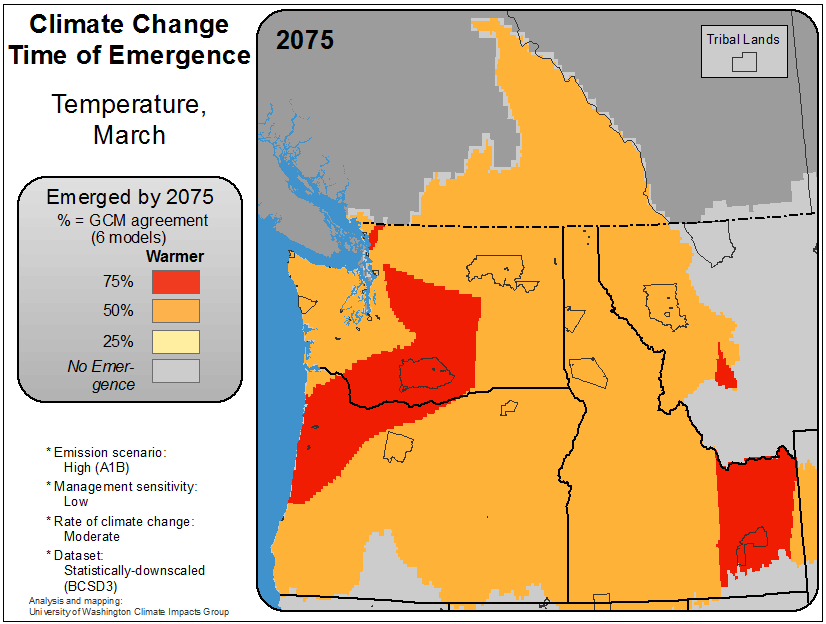 Climate Change
Time of Emergence
Temperature,
March
Emerged by 2075
% = GCM agreement
(6 models)
Warmer
75%
50%
25%
No Emer-
gence
* Emission scenario:
High (A1B)
* Management sensitivity:
Low
* Rate of climate change:
Moderate
* Dataset:
Statistically-downscaled
(BCSD3)
Analysis and mapping:
University of Washington Climate Impacts Group
2075
Tribal Lands